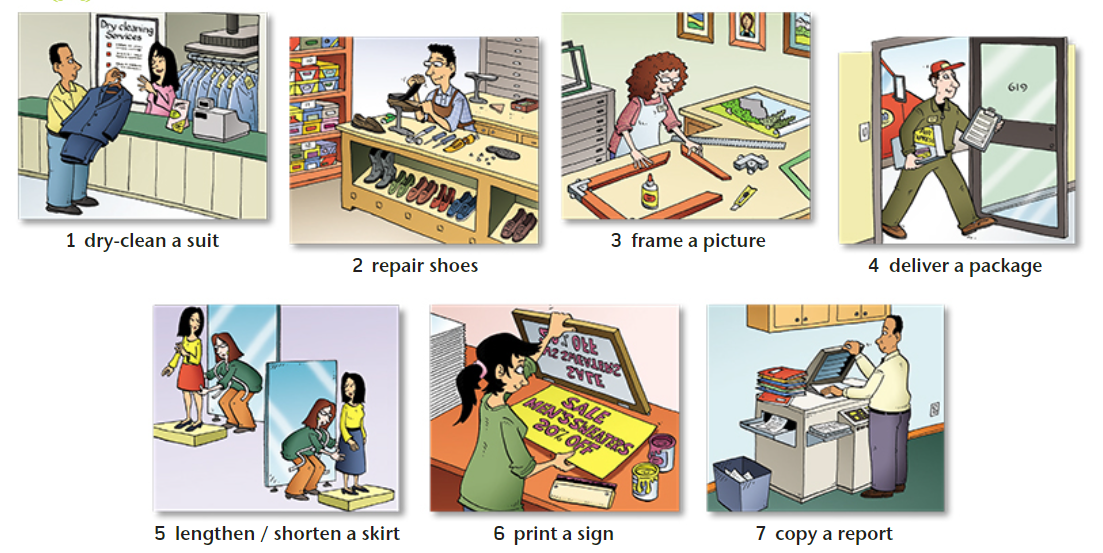 Dry cleaning
Services
1 dry-clean a suit
2 repair shoes
3 frame a picture
619
4 deliver a package
5 lengthen / shorten a skirt
SALE
MEN'S SWEATERS
20% OFF
6 print a sign
7 copy a report